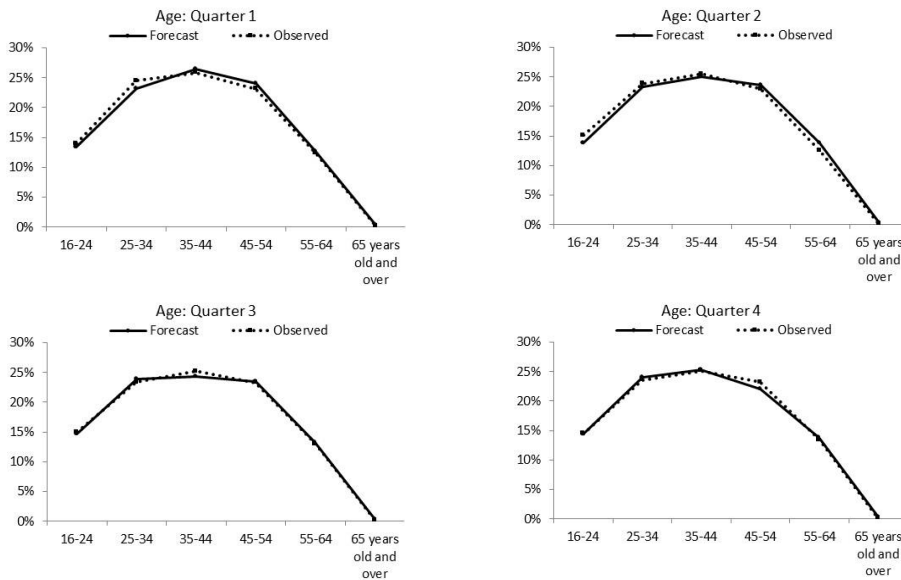 Age: Quarter 1
Forecast Observed
30%
25%
20%
15%
10%
5%
0%
16-24 25-34 35-44 45-54 55-64 65 years
old and
over
Age: Quarter 2
Forecast Observed
30%
25%
20%
15%
10%
5%
0%
16-24 25-34 35-44 45-54 55-64 65 years
old and
over
Age: Quarter 3
Forecast Observed
30%
25%
20%
15%
10%
5%
0%
16-24 25-34 35-44 45-54 55-64 65 years
old and
over
Age: Quarter 4
Forecast Observed
30%
25%
20%
15%
10%
5%
0%
16-24 25-34 35-44 45-54 55-64 65 years
old and
over